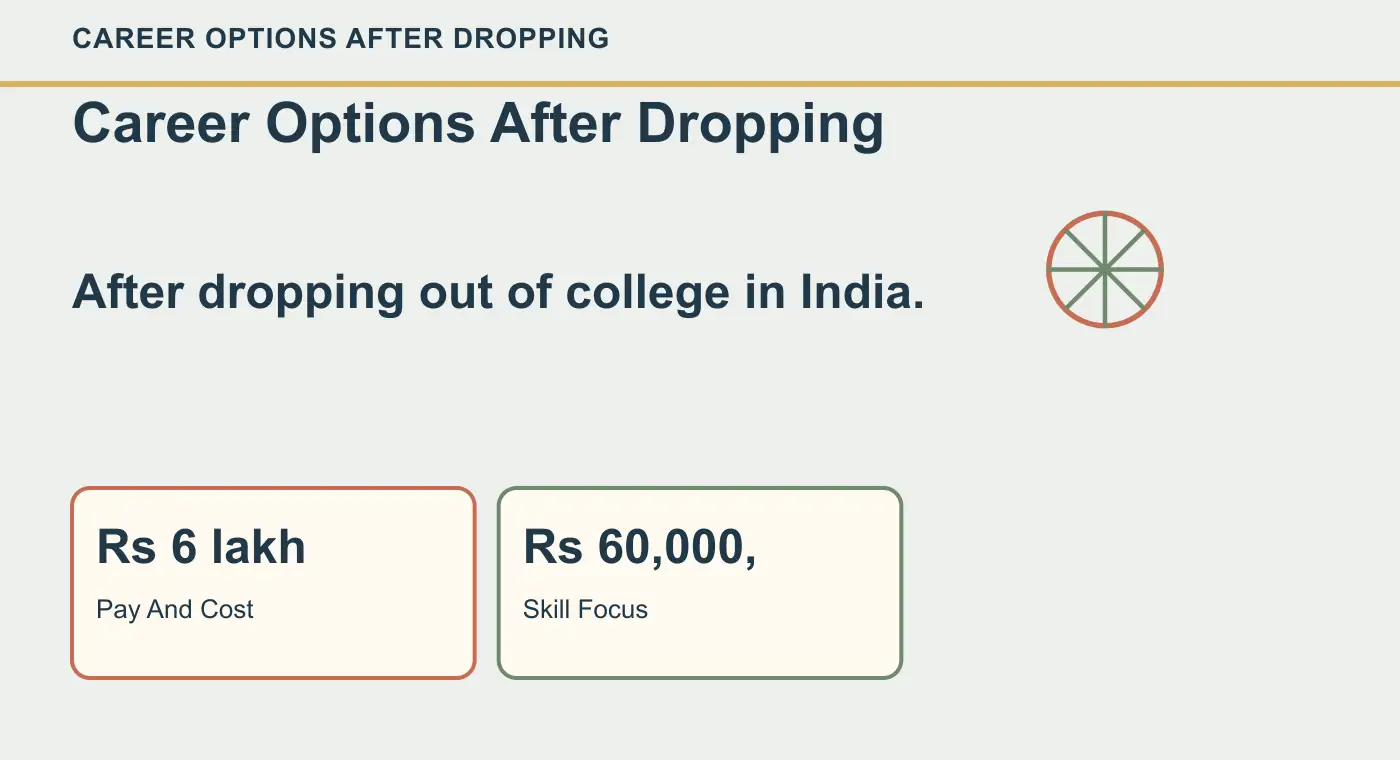 CAREER OPTIONS AFTER DROPPING
Career Options After Dropping
After dropping out of college in India.
Rs 6 lakh
Pay And Cost
Rs 60,000,
Skill Focus